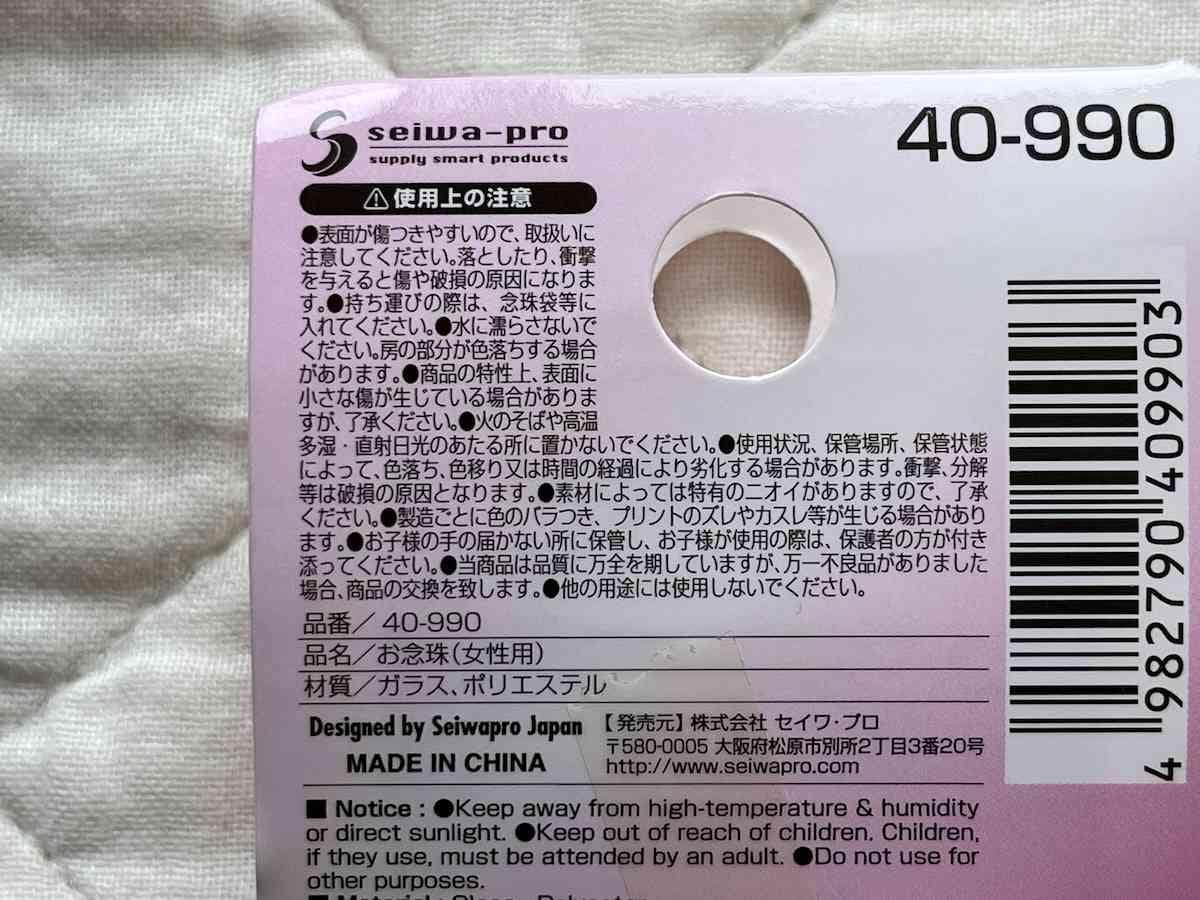 seiwa-pro
supply smart products
40-990
⚠使用上の注意
●表面が傷つきやすいので、取扱いに
注意してください。落としたり、衝撃
を与えると傷や破損の原因になりま
す。●持ち運びの際は、念珠袋等に
入れてください。●水に濡らさないで
ください。房の部分が色落ちする場合
があります。●商品の特性上、表面に
小さな傷が生じている場合がありま
すが、了承ください。●火のそばや高温
多湿・直射日光のあたる所に置かないでください。●使用状況、保管場所、保管状態
によって、色落ち、色移り又は時間の経過により劣化する場合があります。衝撃、分解
等は破損の原因となります。●素材によっては特有のニオイがありますので、了承
ください。●製造ごとに色のバラつき、プリントのズレやカスレ等が生じる場合があり
ます。●お子様の手の届かない所に保管し、お子様が使用の際は、保護者の方が付き
添ってください。●当商品は品質に万全を期していますが、万一不良品がありました
場合、商品の交換を致します。●他の用途には使用しないでください。
品番／40-990
品名／お念珠(女性用)
材質／ガラス、ポリエステル
Designed by Seiwapro Japan
MADE IN CHINA
【発売元】株式会社 セイワ・プロ
〒580-0005 大阪府松原市別所2丁目3番20号
http://www.seiwapro.com
■ Notice : ●Keep away from high-temperature & humidity
or direct sunlight. ●Keep out of reach of children. Children,
if they use, must be attended by an adult. ●Do not use for
other purposes.
4 982790 409903